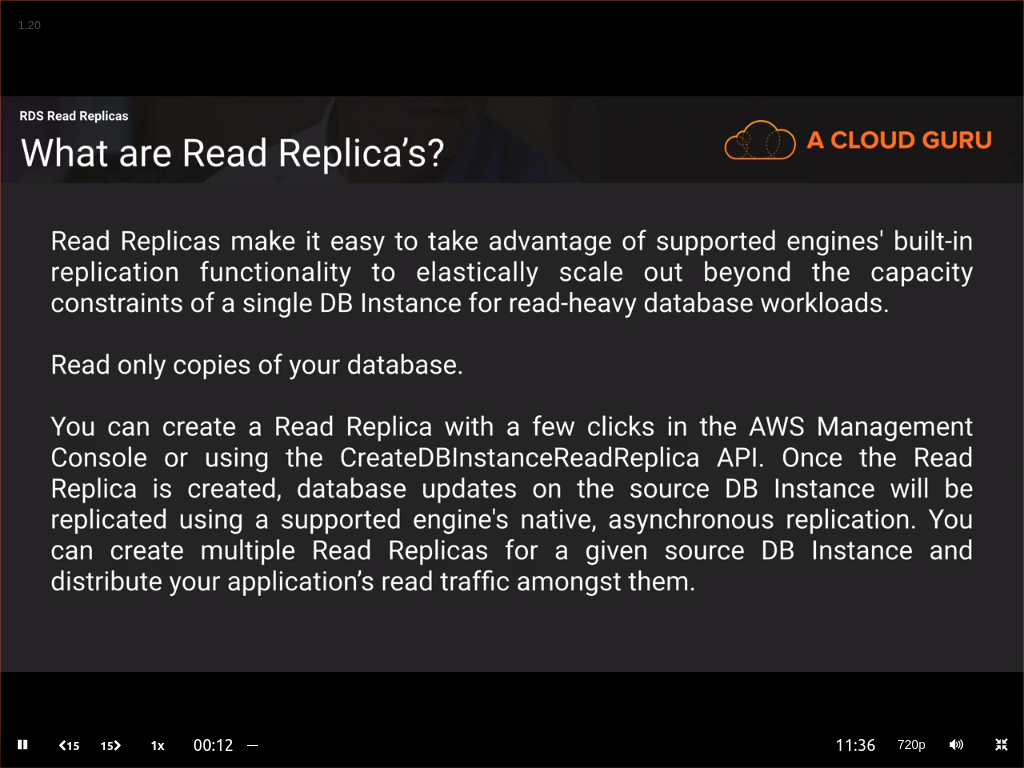 1.20
RDS Read Replicas
What are Read Replica’s?
A CLOUD GURU
Read Replicas make it easy to take advantage of supported engines' built-in
replication functionality to elastically scale out beyond the capacity
constraints of a single DB Instance for read-heavy database workloads.
Read only copies of your database.
You can create a Read Replica with a few clicks in the AWS Management
Console or using the CreateDBInstanceReadReplica API. Once the Read
Replica is created, database updates on the source DB Instance will be
replicated using a supported engine's native, asynchronous replication. You
can create multiple Read Replicas for a given source DB Instance and
distribute your application’s read traffic amongst them.
15 15 1x 00:12 11:36 720p